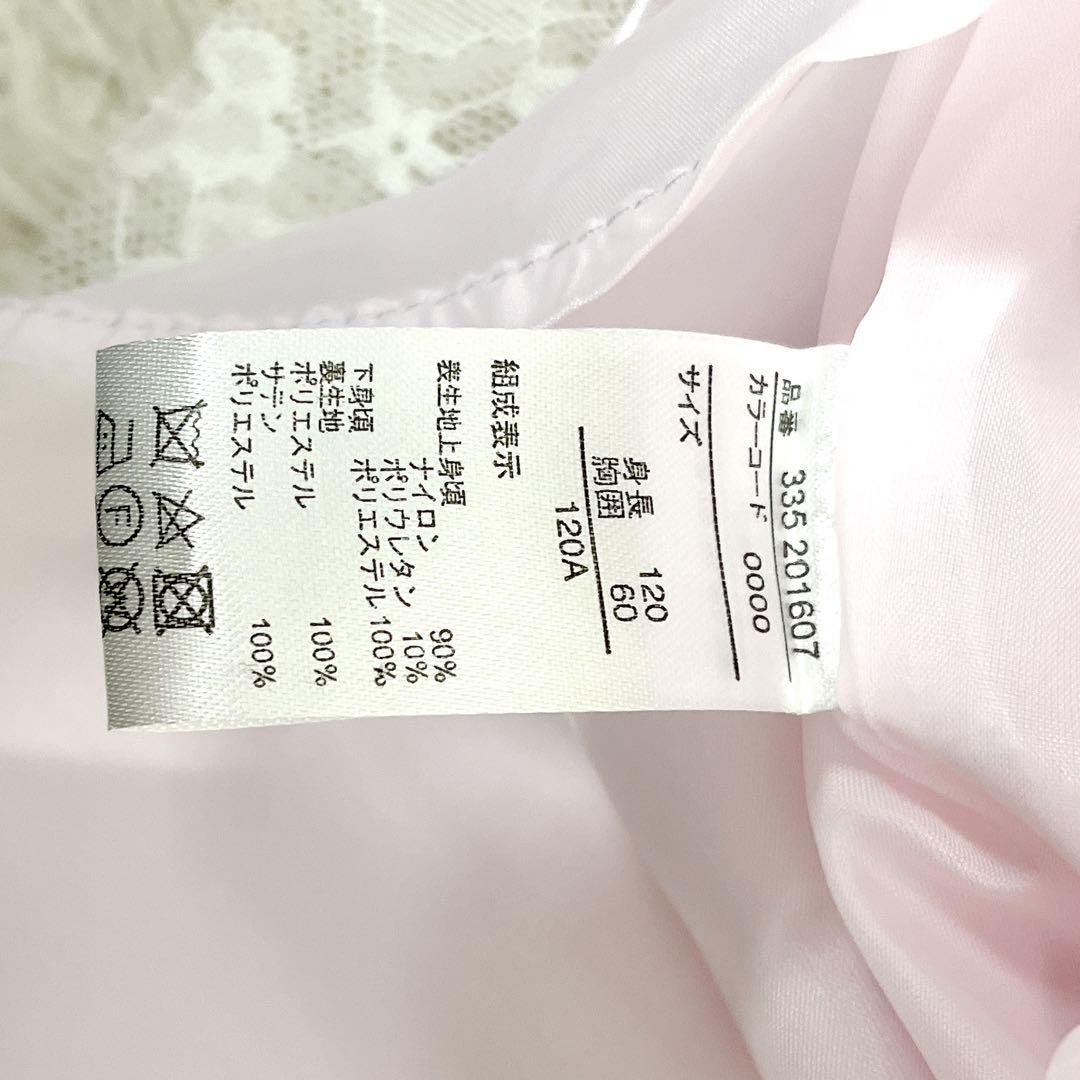 品番 335 201607
カラーコード 0000
サイズ
身長 120
胸囲 60
120A
組成表示
表生地上身頃
ナイロン 90%
ポリウレタン 10%
下身頃 ポリエステル 100%
裏生地
ポリエステル 100%
サテン
ポリエステル 100%
F